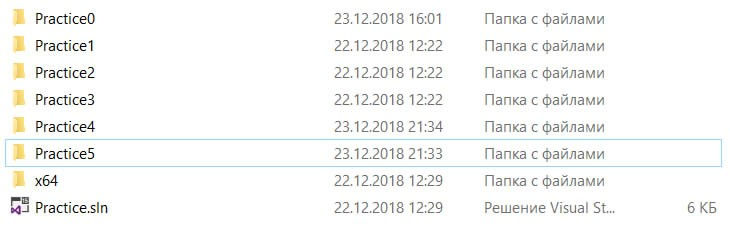 Practice0 23.12.2018 16:01 Папка с файлами
Practice1 22.12.2018 12:22 Папка с файлами
Practice2 22.12.2018 12:22 Папка с файлами
Practice3 22.12.2018 12:22 Папка с файлами
Practice4 23.12.2018 21:34 Папка с файлами
Practice5 23.12.2018 21:33 Папка с файлами
x64 22.12.2018 12:29 Папка с файлами
Practice.sln 22.12.2018 12:29 Решение Visual St... 6 КБ